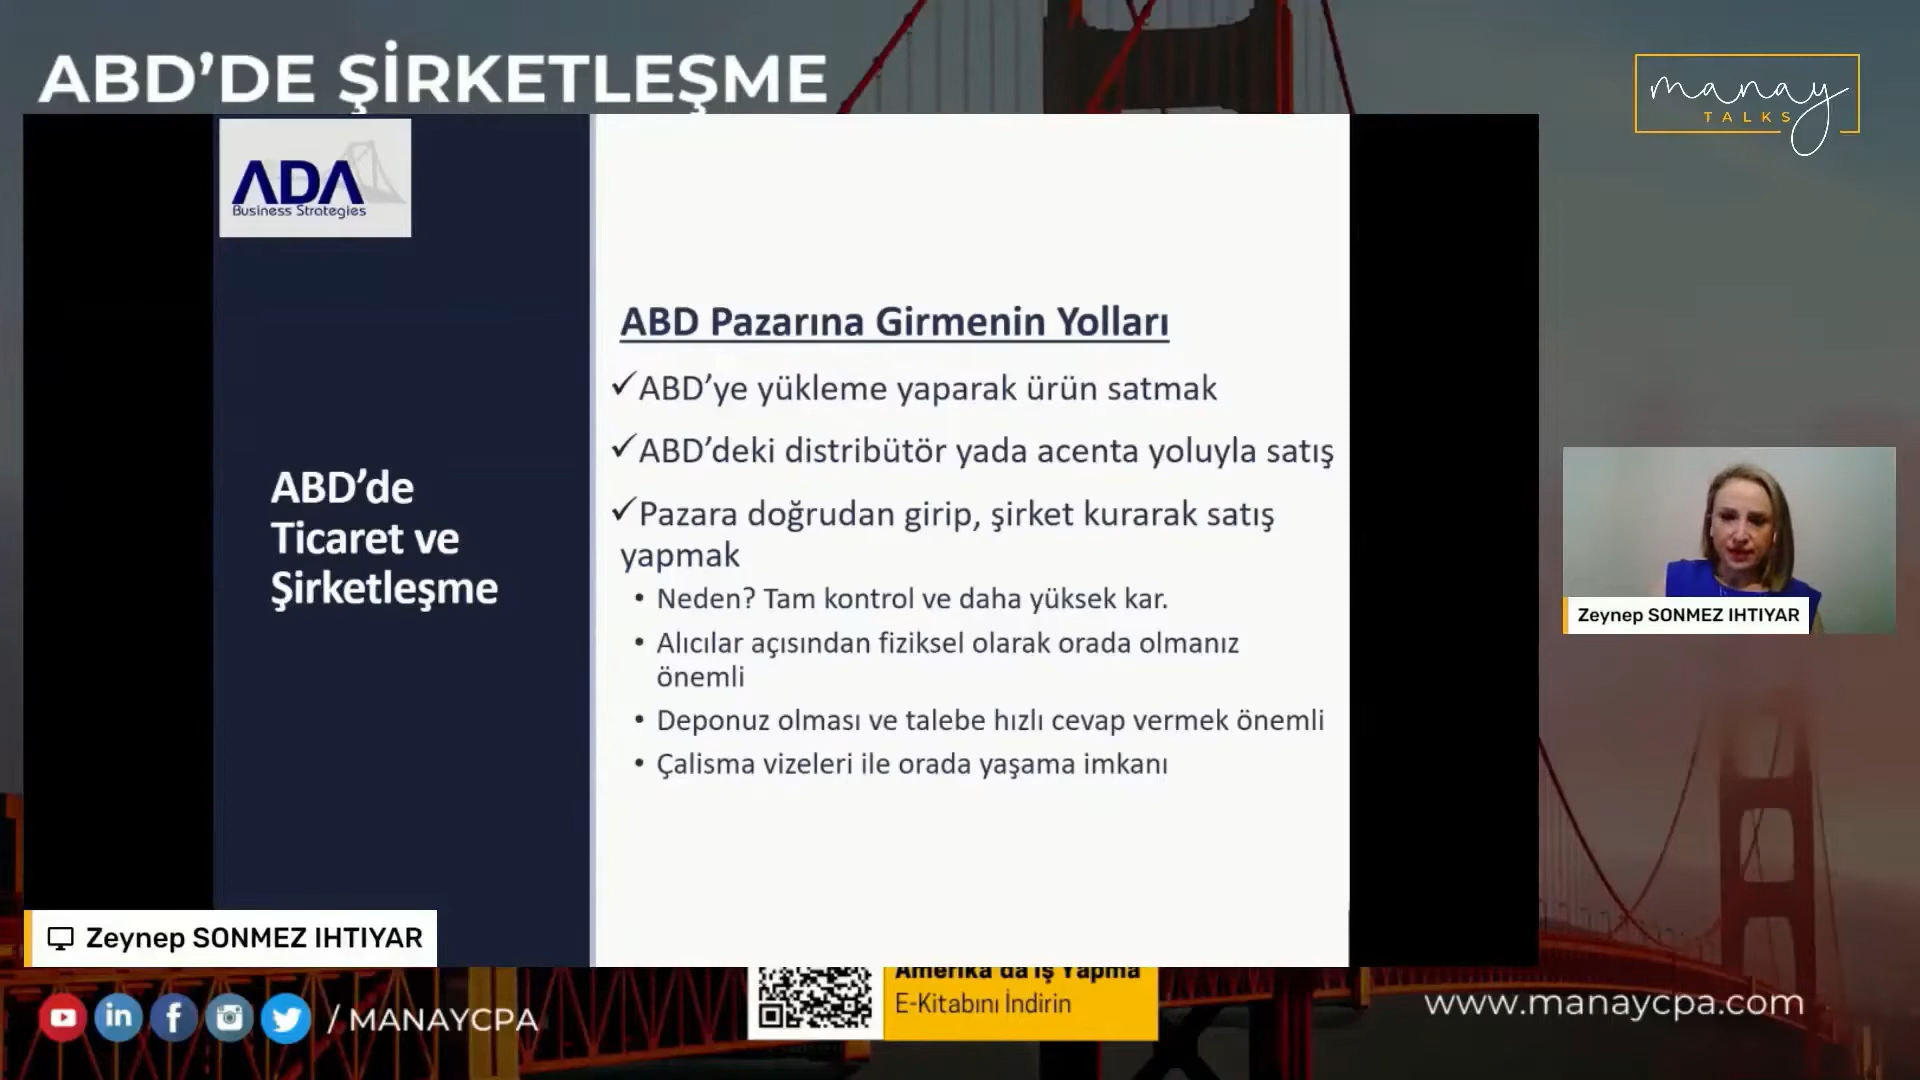 ABD'DE ŞİRKETLEŞME
manay
TALKS
ADA
Business Strategies
ABD'de
Ticaret ve
Şirketleşme
ABD Pazarına Girmenin Yolları
✓ABD'ye yükleme yaparak ürün satmak
✓ABD'deki distribütör yada acenta yoluyla satış
✓Pazara doğrudan girip, şirket kurarak satış
yapmak
• Neden? Tam kontrol ve daha yüksek kar.
• Alıcılar açısından fiziksel olarak orada olmanız
önemli
• Deponuz olması ve talebe hızlı cevap vermek önemli
• Çalisma vizeleri ile orada yaşama imkanı
Zeynep SONMEZ IHTIYAR
Zeynep SONMEZ IHTIYAR
/ MANAYCPA
Amerika'da İş Yapma
E-Kitabını İndirin
www.manaycpa.com